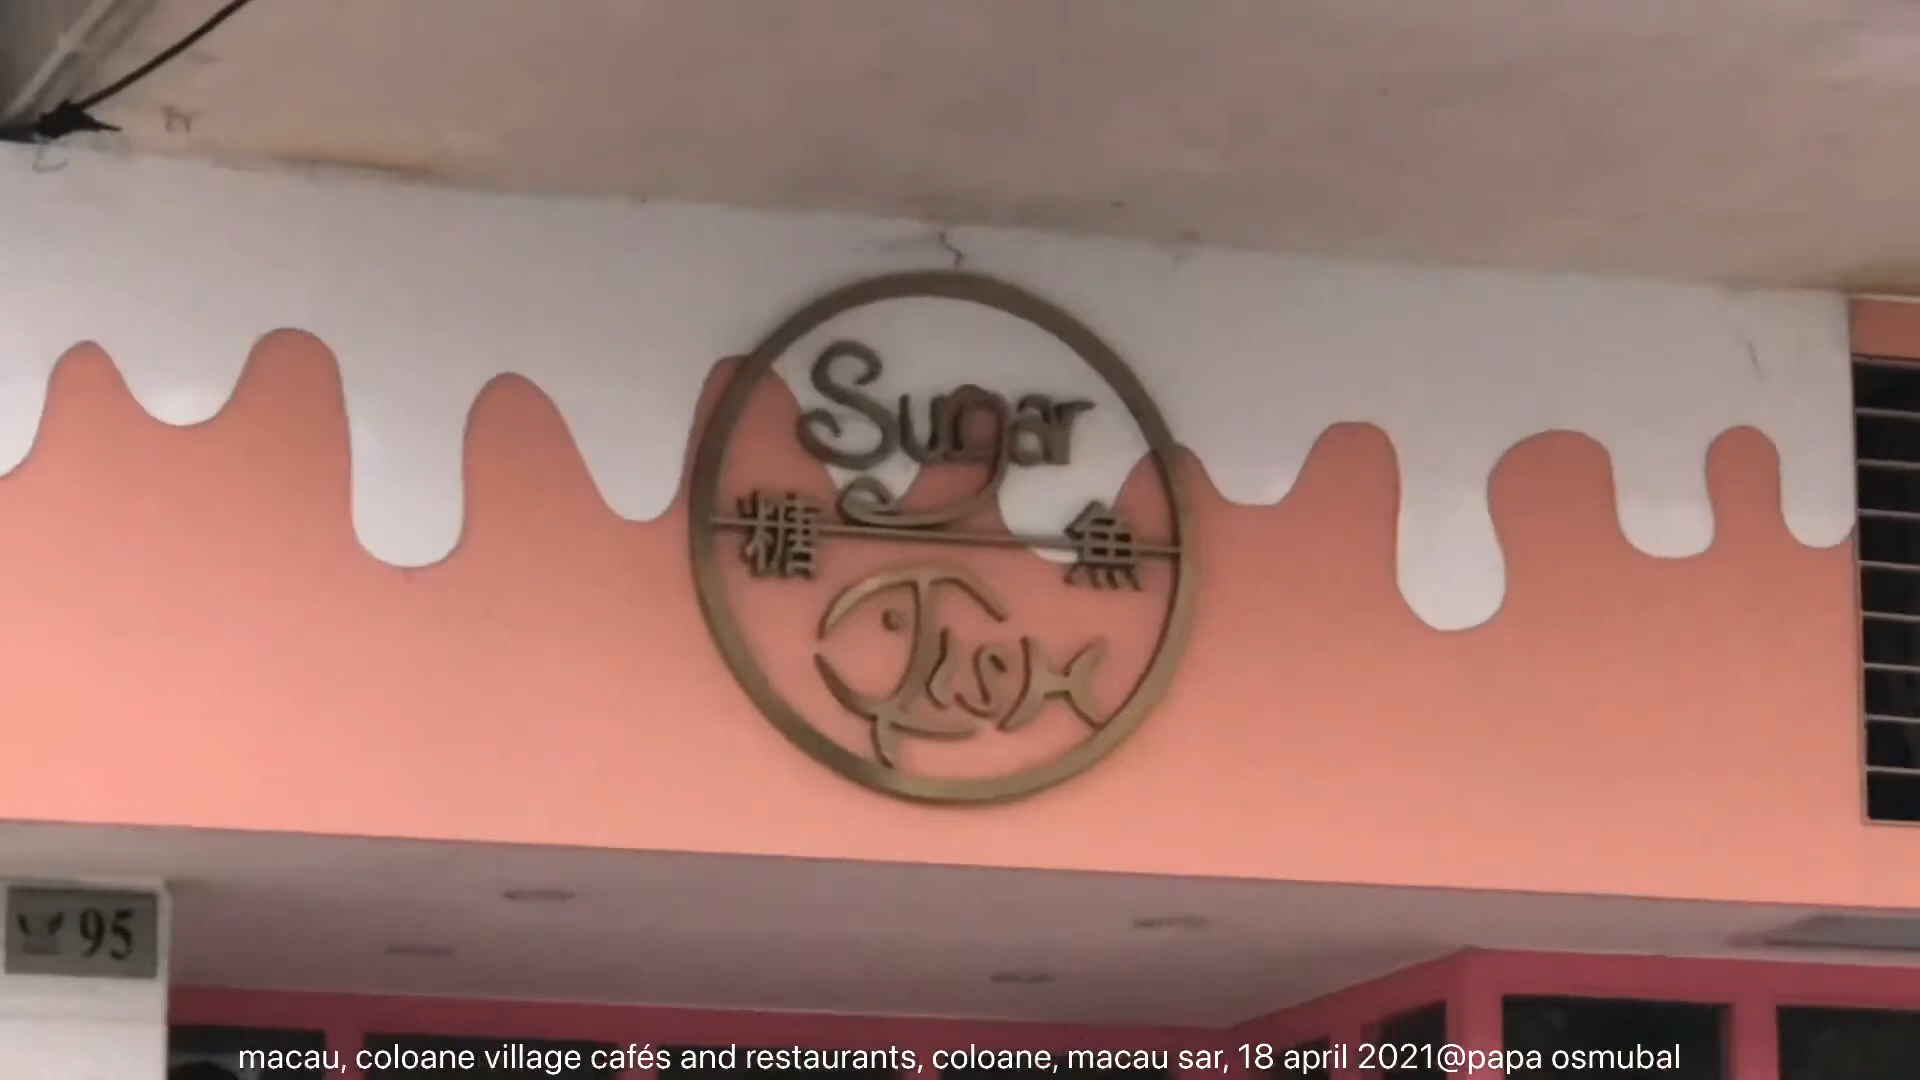 Sugar
糖 魚
fish
95
macau, coloane village cafés and restaurants, coloane, macau sar, 18 april 2021@papa osmubal